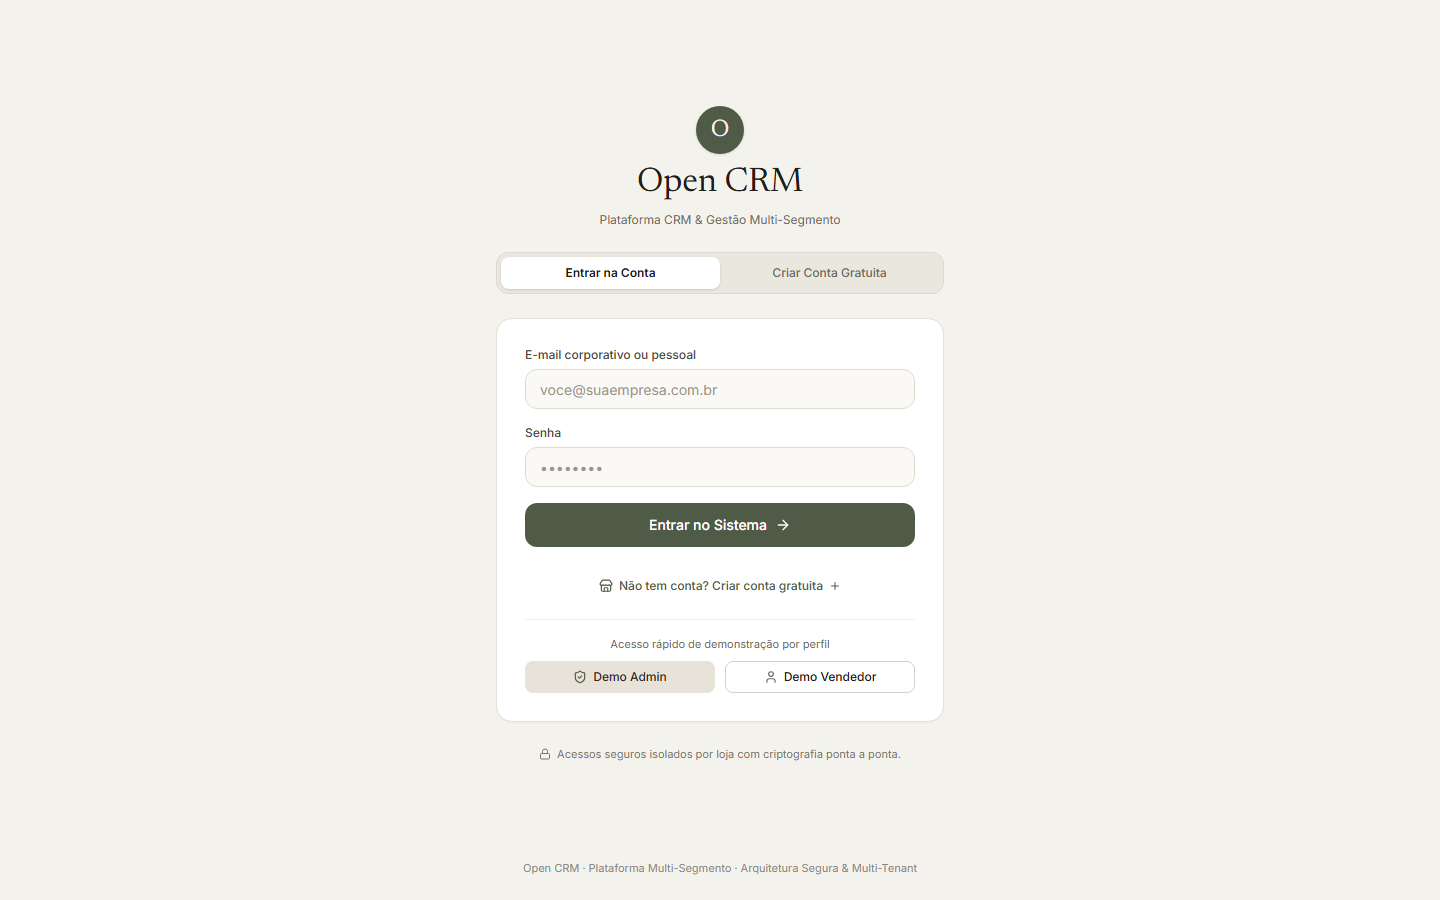 O
Open CRM
Plataforma CRM & Gestão Multi-Segmento
Entrar na Conta
Criar Conta Gratuita
E-mail corporativo ou pessoal
voce@suaempresa.com.br
Senha
••••••••
Entrar no Sistema →
Não tem conta? Criar conta gratuita +
Acesso rápido de demonstração por perfil
Demo Admin
Demo Vendedor
Acessos seguros isolados por loja com criptografia ponta a ponta.
Open CRM · Plataforma Multi-Segmento · Arquitetura Segura & Multi-Tenant